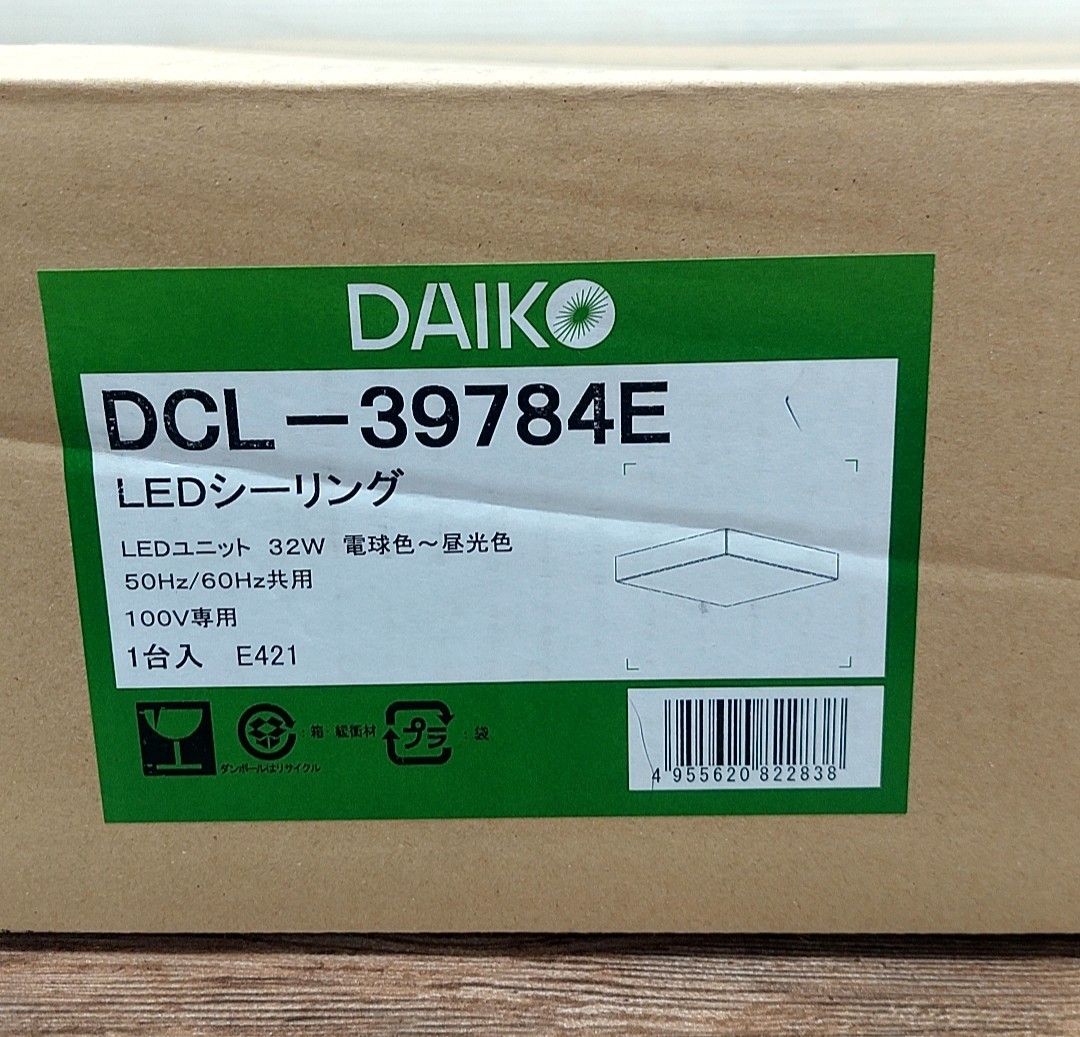 DAIKO
DCL-39784E
LEDシーリング
LEDユニット 32W 電球色～昼光色
50Hz/60Hz共用
100V専用
1台入 E421
:箱・緩衝材
プラ
:袋
ダンボールはリサイクル
4 955620 822838